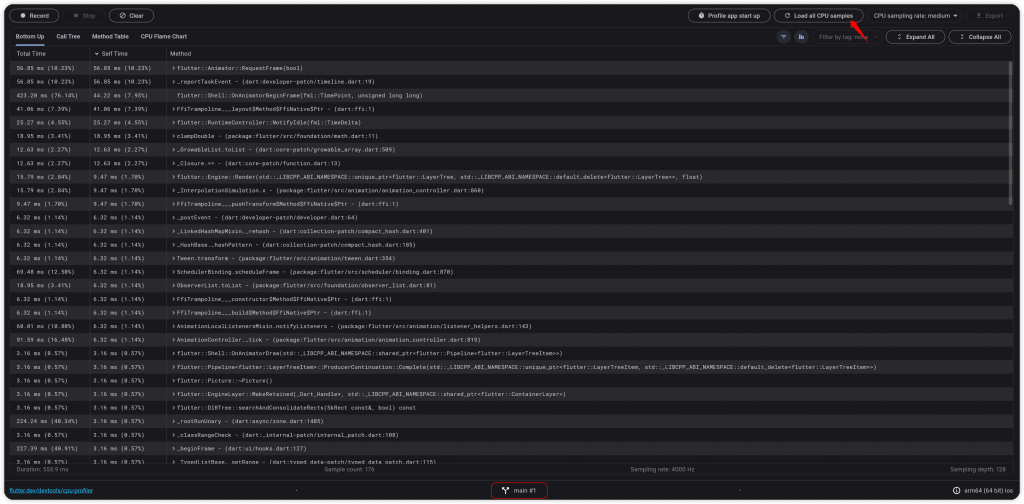 Record Stop Clear Profile app start up Load all CPU samples CPU sampling rate: medium Export
Bottom Up Call Tree Method Table CPU Flame Chart Filter by tag: none Expand All Collapse All
Total Time Self Time Method
56.85 ms (10.23%) 56.85 ms (10.23%) flutter::Animator::RequestFrame(bool)
56.85 ms (10.23%) 56.85 ms (10.23%) _reportTaskEvent - (dart:developer-patch/timeline.dart:19)
423.20 ms (76.14%) 44.22 ms (7.95%) flutter::Shell::OnAnimatorBeginFrame(fml::TimePoint, unsigned long long)
41.06 ms (7.39%) 41.06 ms (7.39%) FfiTrampoline___layout$Method$FfiNative$Ptr - (dart:ffi:1)
25.27 ms (4.55%) 25.27 ms (4.55%) flutter::RuntimeController::NotifyIdle(fml::TimeDelta)
18.95 ms (3.41%) 18.95 ms (3.41%) clampDouble - (package:flutter/src/foundation/math.dart:11)
12.63 ms (2.27%) 12.63 ms (2.27%) _GrowableList.toList - (dart:core-patch/growable_array.dart:509)
12.63 ms (2.27%) 12.63 ms (2.27%) _Closure.== - (dart:core-patch/function.dart:13)
15.79 ms (2.84%) 9.47 ms (1.70%) flutter::Engine::Render(std::_LIBCPP_ABI_NAMESPACE::unique_ptr<flutter::LayerTree, std::_LIBCPP_ABI_NAMESPACE::default_delete<flutter::LayerTree>>, float)
15.79 ms (2.84%) 9.47 ms (1.70%) _InterpolationSimulation.x - (package:flutter/src/animation/animation_controller.dart:860)
9.47 ms (1.70%) 9.47 ms (1.70%) FfiTrampoline___pushTransform$Method$FfiNative$Ptr - (dart:ffi:1)
6.32 ms (1.14%) 6.32 ms (1.14%) _postEvent - (dart:developer-patch/developer.dart:64)
6.32 ms (1.14%) 6.32 ms (1.14%) _LinkedHashMapMixin._rehash - (dart:collection-patch/compact_hash.dart:401)
6.32 ms (1.14%) 6.32 ms (1.14%) _HashBase._hashPattern - (dart:collection-patch/compact_hash.dart:185)
6.32 ms (1.14%) 6.32 ms (1.14%) Tween.transform - (package:flutter/src/animation/tween.dart:354)
69.48 ms (12.50%) 6.32 ms (1.14%) SchedulerBinding.scheduleFrame - (package:flutter/src/scheduler/binding.dart:870)
18.95 ms (3.41%) 6.32 ms (1.14%) ObserverList.toList - (package:flutter/src/foundation/observer_list.dart:81)
6.32 ms (1.14%) 6.32 ms (1.14%) FfiTrampoline___constructor$Method$FfiNative$Ptr - (dart:ffi:1)
6.32 ms (1.14%) 6.32 ms (1.14%) FfiTrampoline___build$Method$FfiNative$Ptr - (dart:ffi:1)
60.01 ms (10.80%) 6.32 ms (1.14%) AnimationLocalListenersMixin.notifyListeners - (package:flutter/src/animation/listener_helpers.dart:143)
91.59 ms (16.48%) 6.32 ms (1.14%) AnimationController._tick - (package:flutter/src/animation/animation_controller.dart:819)
3.16 ms (0.57%) 3.16 ms (0.57%) flutter::Shell::OnAnimatorDraw(std::_LIBCPP_ABI_NAMESPACE::shared_ptr<flutter::Pipeline<flutter::LayerTreeItem>>)
3.16 ms (0.57%) 3.16 ms (0.57%) flutter::Pipeline<flutter::LayerTreeItem>::ProducerContinuation::Complete(std::_LIBCPP_ABI_NAMESPACE::unique_ptr<flutter::LayerTreeItem, std::_LIBCPP_ABI_NAMESPACE::default_delete<flutter::LayerTreeItem>>)
3.16 ms (0.57%) 3.16 ms (0.57%) flutter::Picture::~Picture()
3.16 ms (0.57%) 3.16 ms (0.57%) flutter::EngineLayer::MakeRetained(_Dart_Handle*, std::_LIBCPP_ABI_NAMESPACE::shared_ptr<flutter::ContainerLayer>)
3.16 ms (0.57%) 3.16 ms (0.57%) flutter::DlRTree::searchAndConsolidateRects(SkRect const&, bool) const
224.24 ms (40.34%) 3.16 ms (0.57%) _rootRunUnary - (dart:async/zone.dart:1405)
3.16 ms (0.57%) 3.16 ms (0.57%) _classRangeCheck - (dart:_internal-patch/internal_patch.dart:108)
227.39 ms (40.91%) 3.16 ms (0.57%) _beginFrame - (dart:ui/hooks.dart:127)
3.16 ms (0.57%) 3.16 ms (0.57%) _TypedListBase._setRange - (dart:typed_data-patch/typed_data_patch.dart:115)
Duration: 555.9 ms Sample count: 176 Sampling rate: 4000 Hz Sampling depth: 128
flutter.dev/devtools/cpu-profiler - main #1 - arm64 (64 bit) ios